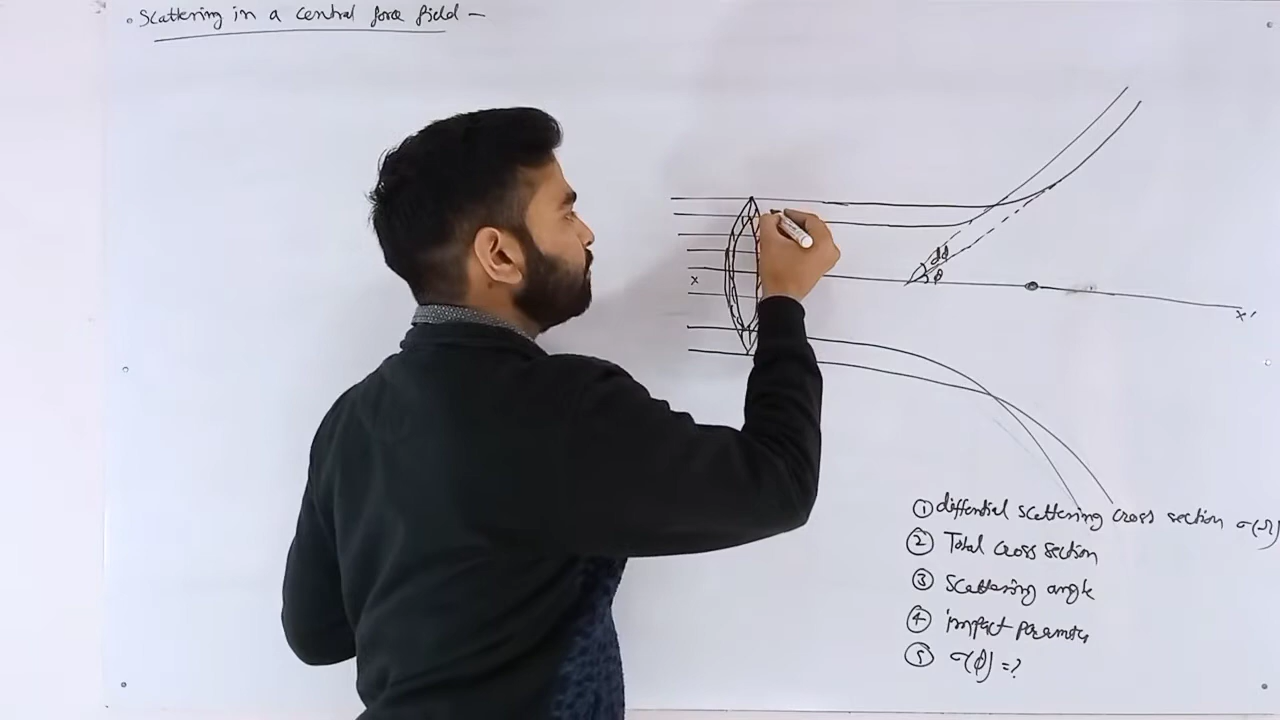 • Scattering in a central force field —
dϕ
ϕ
x
x'
① differential scattering cross section σ(Ω)
② Total cross section
③ Scattering angle
④ impact parameter
⑤ σ(ϕ) = ?